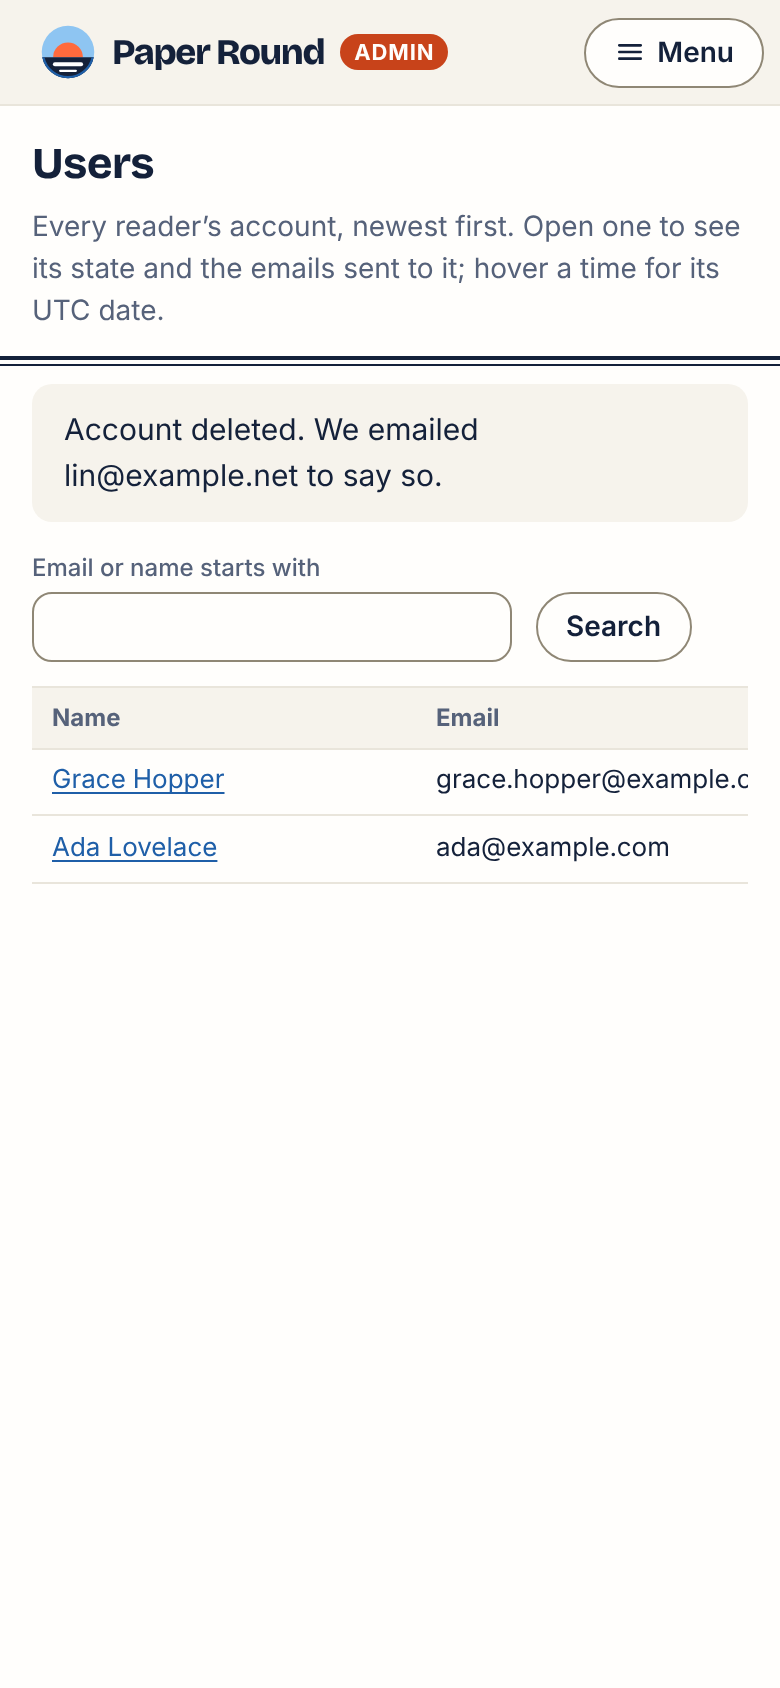 Paper Round ADMIN Menu
Users
Every reader’s account, newest first. Open one to see
its state and the emails sent to it; hover a time for its
UTC date.
Account deleted. We emailed
lin@example.net to say so.
Email or name starts with
Search
Name Email
Grace Hopper grace.hopper@example.c
Ada Lovelace ada@example.com